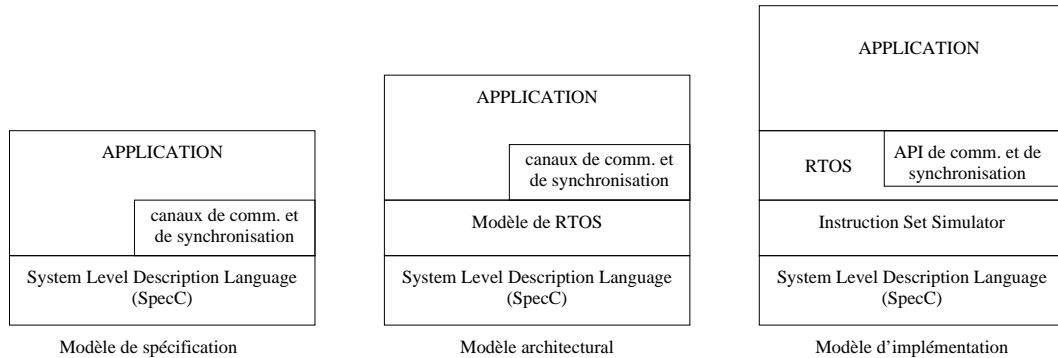 APPLICATION
canaux de comm. et
de synchronisation
System Level Description Language
(SpecC)
Modèle de spécification
APPLICATION
canaux de comm. et
de synchronisation
Modèle de RTOS
System Level Description Language
(SpecC)
Modèle architectural
APPLICATION
RTOS
API de comm. et de
synchronisation
Instruction Set Simulator
System Level Description Language
(SpecC)
Modèle d'implémentation